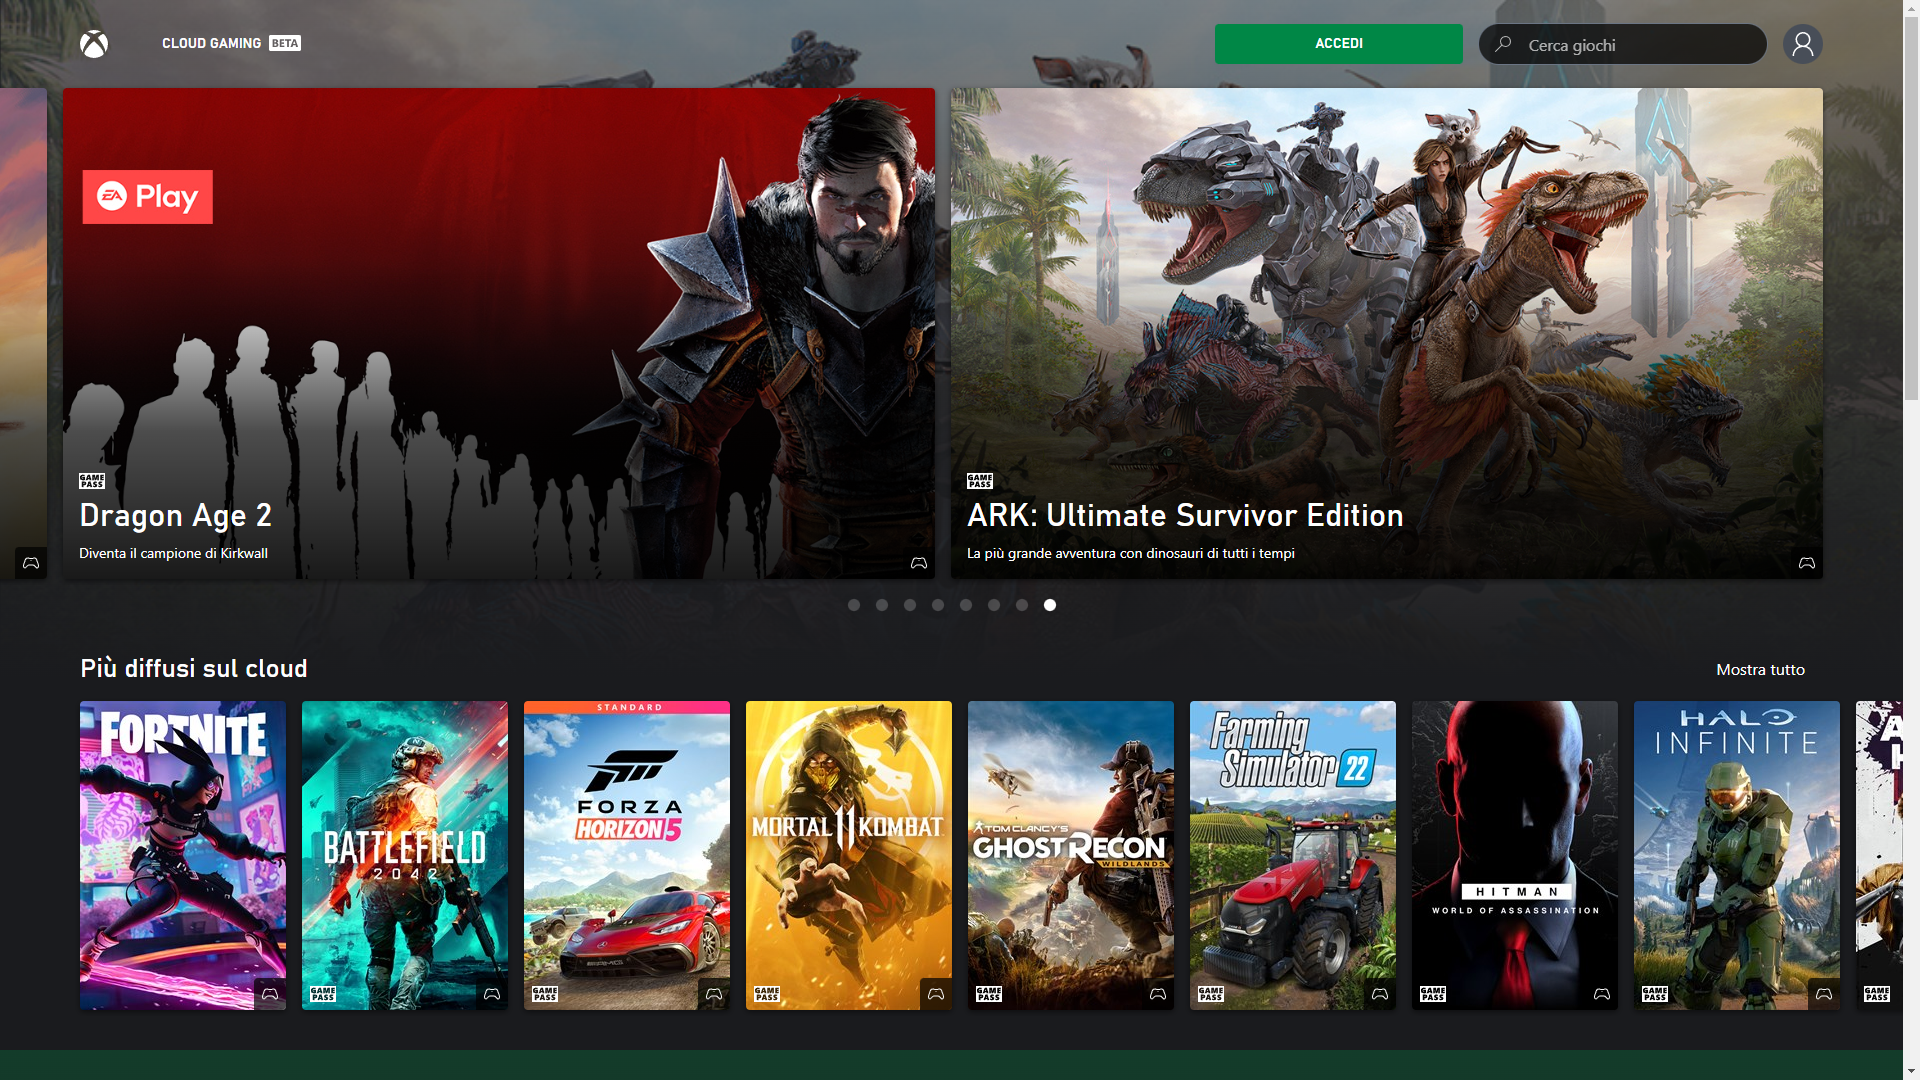 CLOUD GAMING BETA
ACCEDI
Cerca giochi
EA Play
GAME PASS
Dragon Age 2
Diventa il campione di Kirkwall
GAME PASS
ARK: Ultimate Survivor Edition
La più grande avventura con dinosauri di tutti i tempi
Più diffusi sul cloud
Mostra tutto
FORTNITE
BATTLEFIELD
2042
GAME PASS
STANDARD
FORZA
HORIZON 5
GAME PASS
MORTAL KOMBAT 11
GAME PASS
TOM CLANCY'S
GHOST RECON
WILDLANDS
GAME PASS
Farming
Simulator 22
GAME PASS
HITMAN
WORLD OF ASSASSINATION
GAME PASS
HALO
INFINITE
GAME PASS
GAME PASS